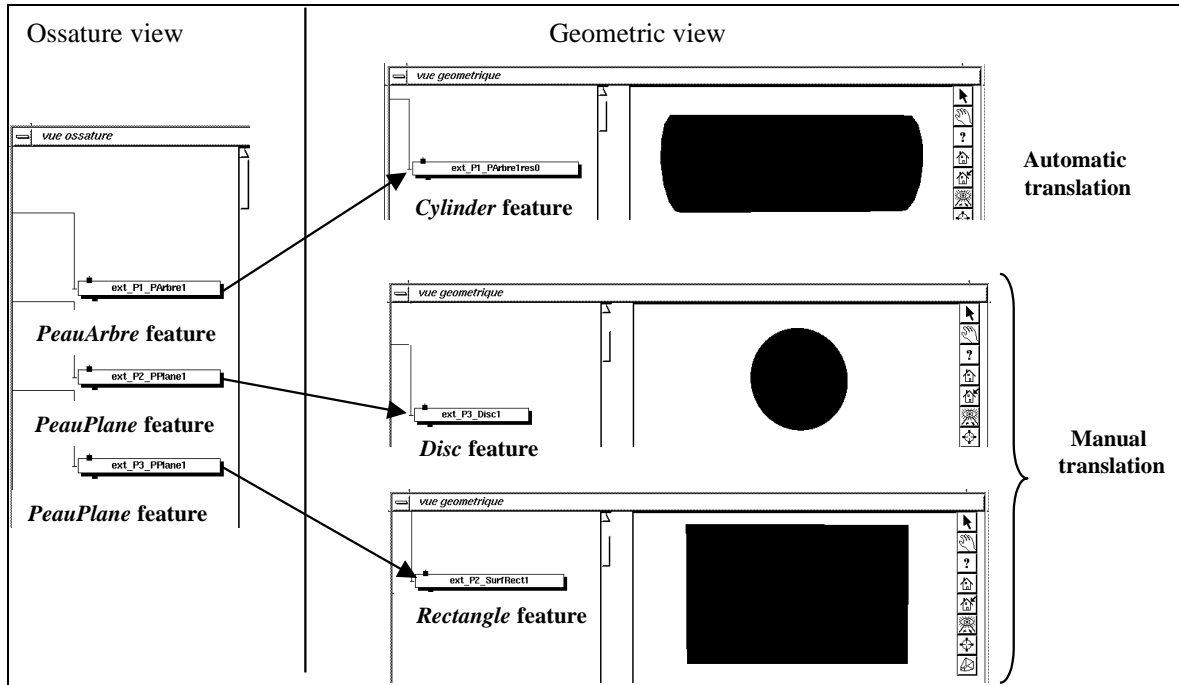 Ossature view
Geometric view
vue ossature
ext_P1_PArbre1
PeauArbre feature
ext_P2_PPlane1
PeauPlane feature
ext_P3_PPlane1
PeauPlane feature
vue geometrique
ext_P1_PArbre1res0
Cylinder feature
?
Automatic
translation
vue geometrique
ext_P3_Disc1
Disc feature
?
vue geometrique
ext_P2_SurfRect1
Rectangle feature
?
Manual
translation